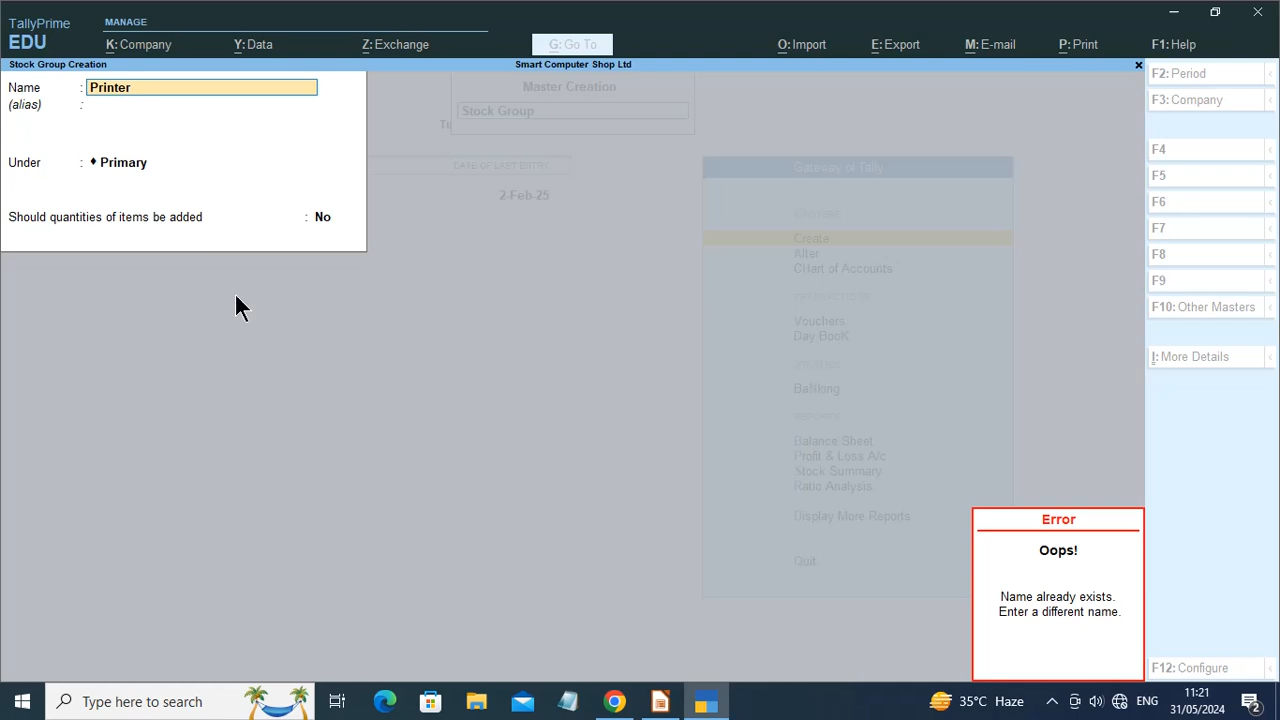 TallyPrime
EDU
MANAGE
K: Company
Y: Data
Z: Exchange
G: Go To
O: Import
E: Export
M: E-mail
P: Print
F1: Help
Stock Group Creation
Smart Computer Shop Ltd
Name : Printer
(alias) :
Under : ♦ Primary
Should quantities of items be added : No
Master Creation
Stock Group
DATE OF LAST ENTRY
2-Feb-25
Gateway of Tally
Create
Alter
CHart of Accounts
Vouchers
Day BooK
BaNking
Balance Sheet
Profit & Loss A/c
Stock Summary
Ratio Analysis
Display More Reports
Quit
F2: Period
F3: Company
F4
F5
F6
F7
F8
F9
F10: Other Masters
I: More Details
F12: Configure
Error
Oops!
Name already exists.
Enter a different name.
Type here to search
35°C Haze
ENG
11:21
31/05/2024
2